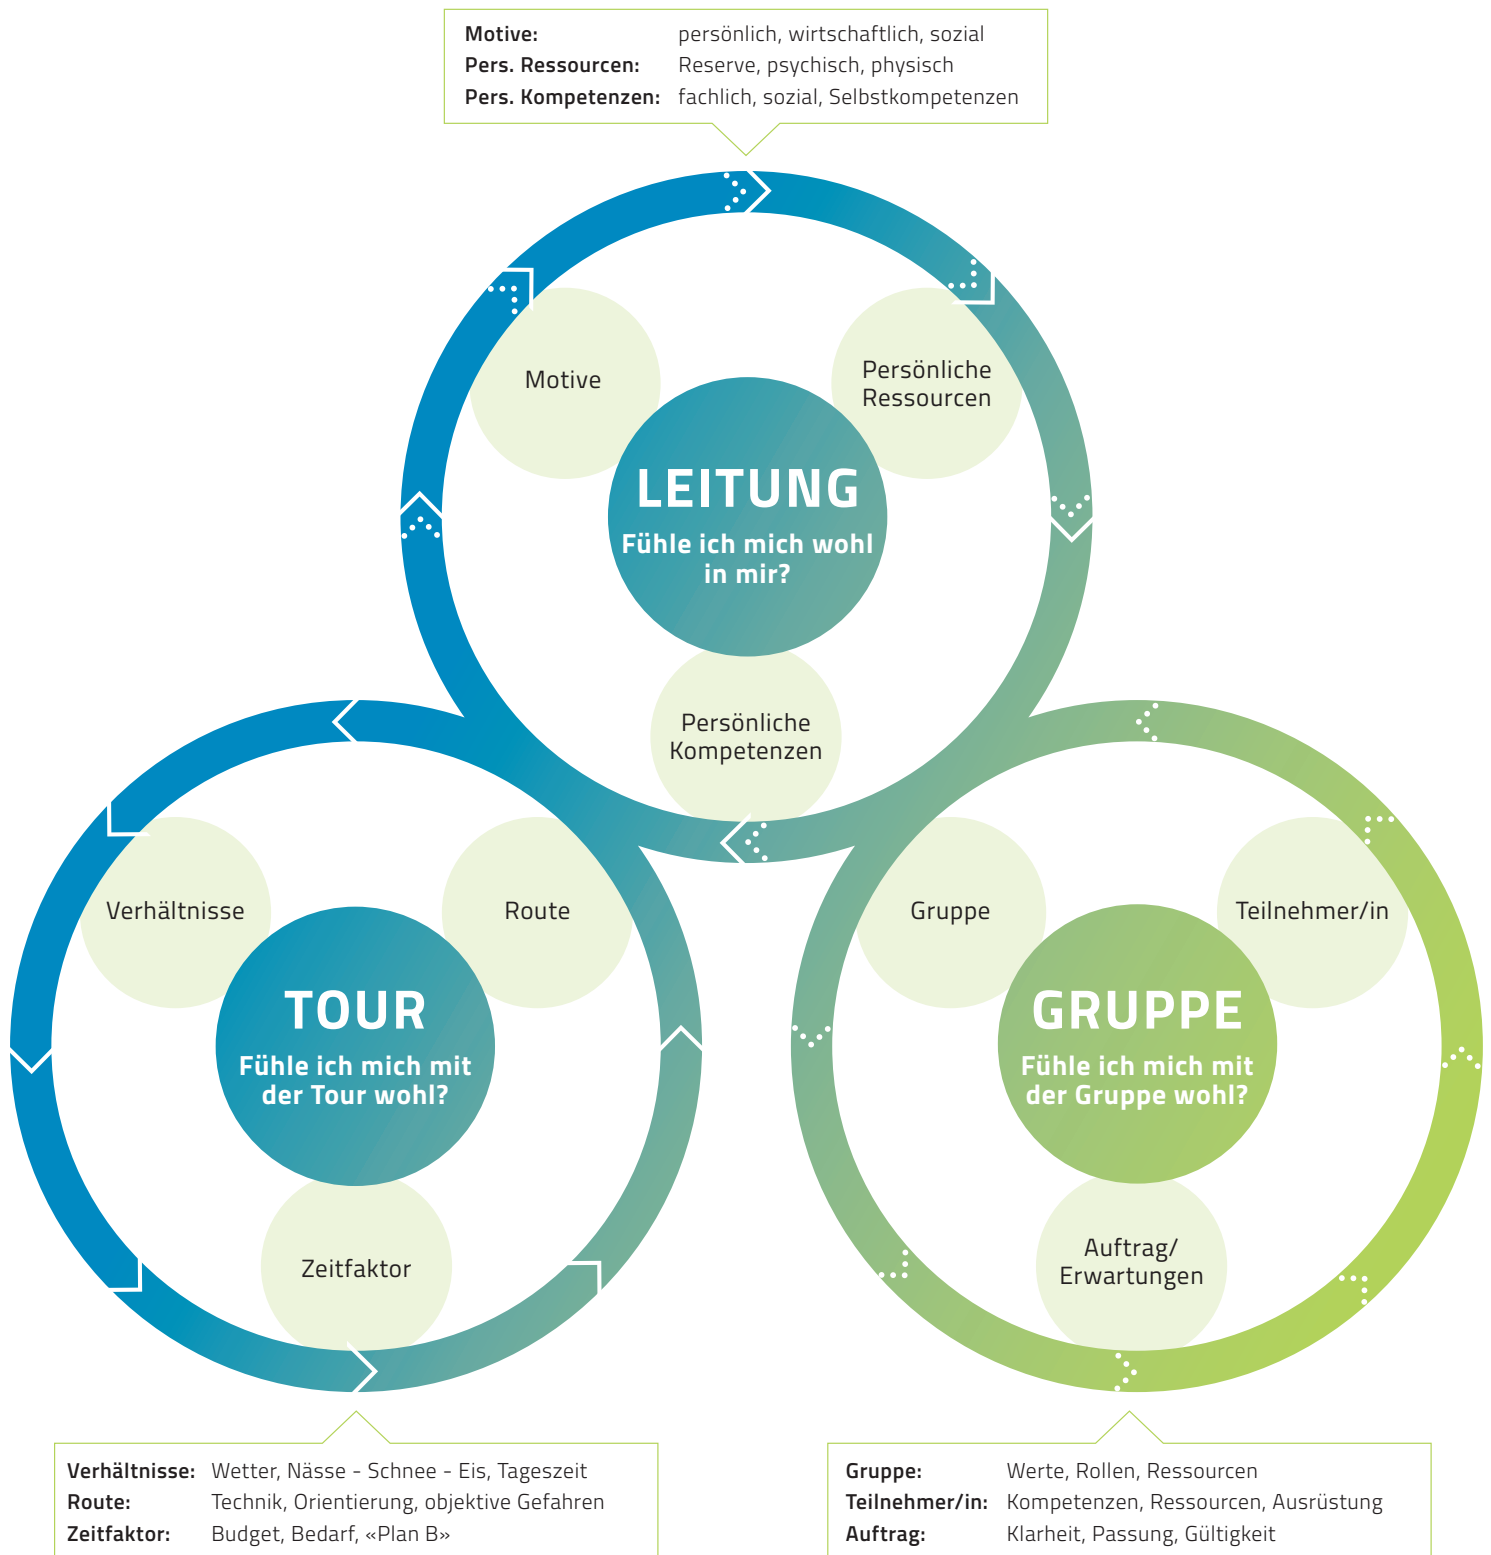 Motive: persönlich, wirtschaftlich, sozial
Pers. Ressourcen: Reserve, psychisch, physisch
Pers. Kompetenzen: fachlich, sozial, Selbstkompetenzen
Motive
Persönliche
Ressourcen
LEITUNG
Fühle ich mich wohl
in mir?
Persönliche
Kompetenzen
Verhältnisse
Route
TOUR
Fühle ich mich mit
der Tour wohl?
Zeitfaktor
Gruppe
Teilnehmer/in
GRUPPE
Fühle ich mich mit
der Gruppe wohl?
Auftrag/
Erwartungen
Verhältnisse: Wetter, Nässe - Schnee - Eis, Tageszeit
Route: Technik, Orientierung, objektive Gefahren
Zeitfaktor: Budget, Bedarf, «Plan B»
Gruppe: Werte, Rollen, Ressourcen
Teilnehmer/in: Kompetenzen, Ressourcen, Ausrüstung
Auftrag: Klarheit, Passung, Gültigkeit